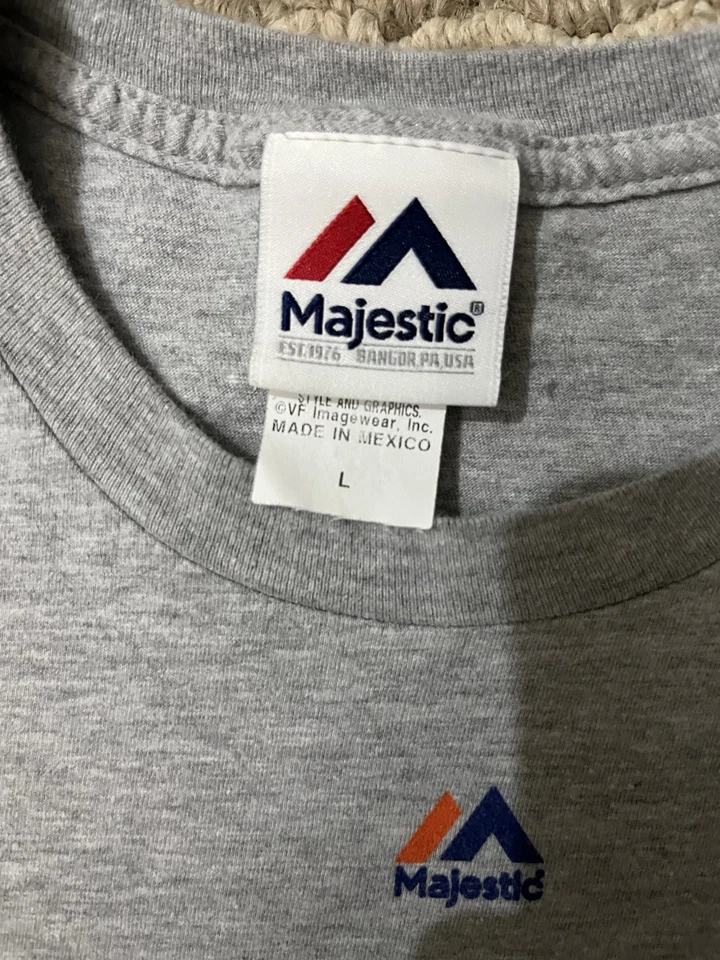 Majestic®
EST.1976 BANGOR, PA, USA
STYLE AND GRAPHICS.
©VF Imagewear, Inc.
MADE IN MEXICO
L
Majestic